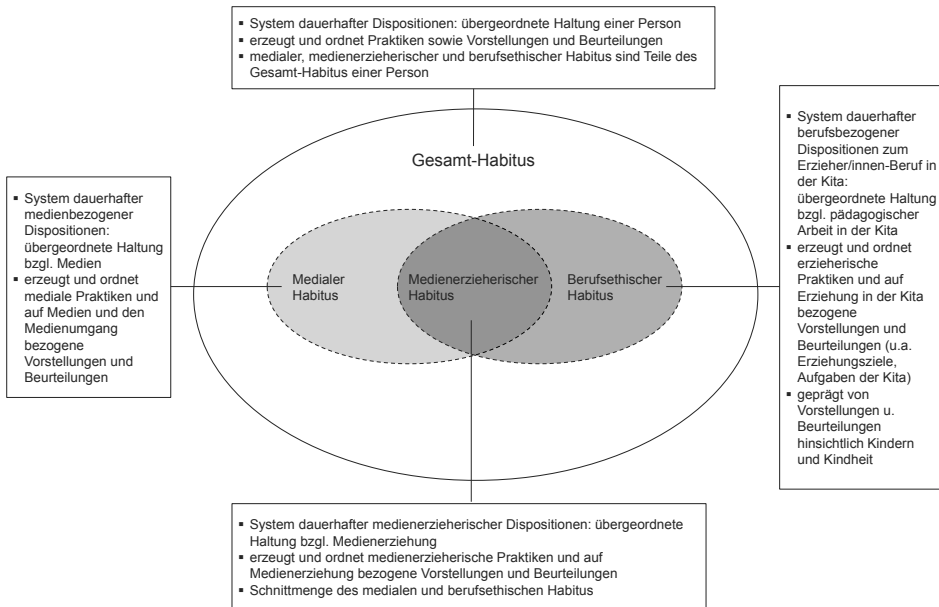 ▪ System dauerhafter Dispositionen: übergeordnete Haltung einer Person
▪ erzeugt und ordnet Praktiken sowie Vorstellungen und Beurteilungen
▪ medialer, medienerzieherischer und berufsethischer Habitus sind Teile des
Gesamt-Habitus einer Person
Gesamt-Habitus
▪ System dauerhafter
medienbezogener
Dispositionen:
übergeordnete Haltung
bzgl. Medien
▪ erzeugt und ordnet
mediale Praktiken und
auf Medien und den
Medienumgang
bezogene
Vorstellungen und
Beurteilungen
Medialer
Habitus
Medienerzieherischer
Habitus
Berufsethischer
Habitus
▪ System dauerhafter
berufsbezogener
Dispositionen zum
Erzieher/innen-Beruf in
der Kita:
übergeordnete Haltung
bzgl. pädagogischer
Arbeit in der Kita
▪ erzeugt und ordnet
erzieherische
Praktiken und auf
Erziehung in der Kita
bezogene
Vorstellungen und
Beurteilungen (u.a.
Erziehungsziele,
Aufgaben der Kita)
▪ geprägt von
Vorstellungen u.
Beurteilungen
hinsichtlich Kindern
und Kindheit
▪ System dauerhafter medienerzieherischer Dispositionen: übergeordnete
Haltung bzgl. Medienerziehung
▪ erzeugt und ordnet medienerzieherische Praktiken und auf
Medienerziehung bezogene Vorstellungen und Beurteilungen
▪ Schnittmenge des medialen und berufsethischen Habitus